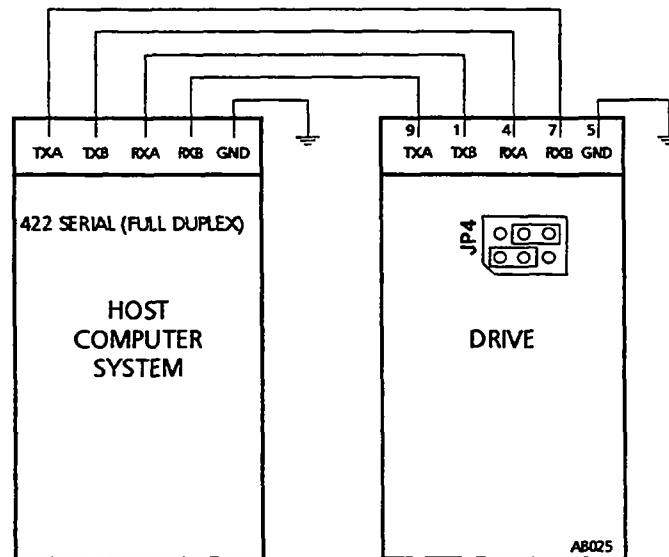 TXA TXB RXA RXB GND
422 SERIAL (FULL DUPLEX)
HOST
COMPUTER
SYSTEM
9 1 4 7 5
TXA TXB RXA RXB GND
JP4
DRIVE
AB025